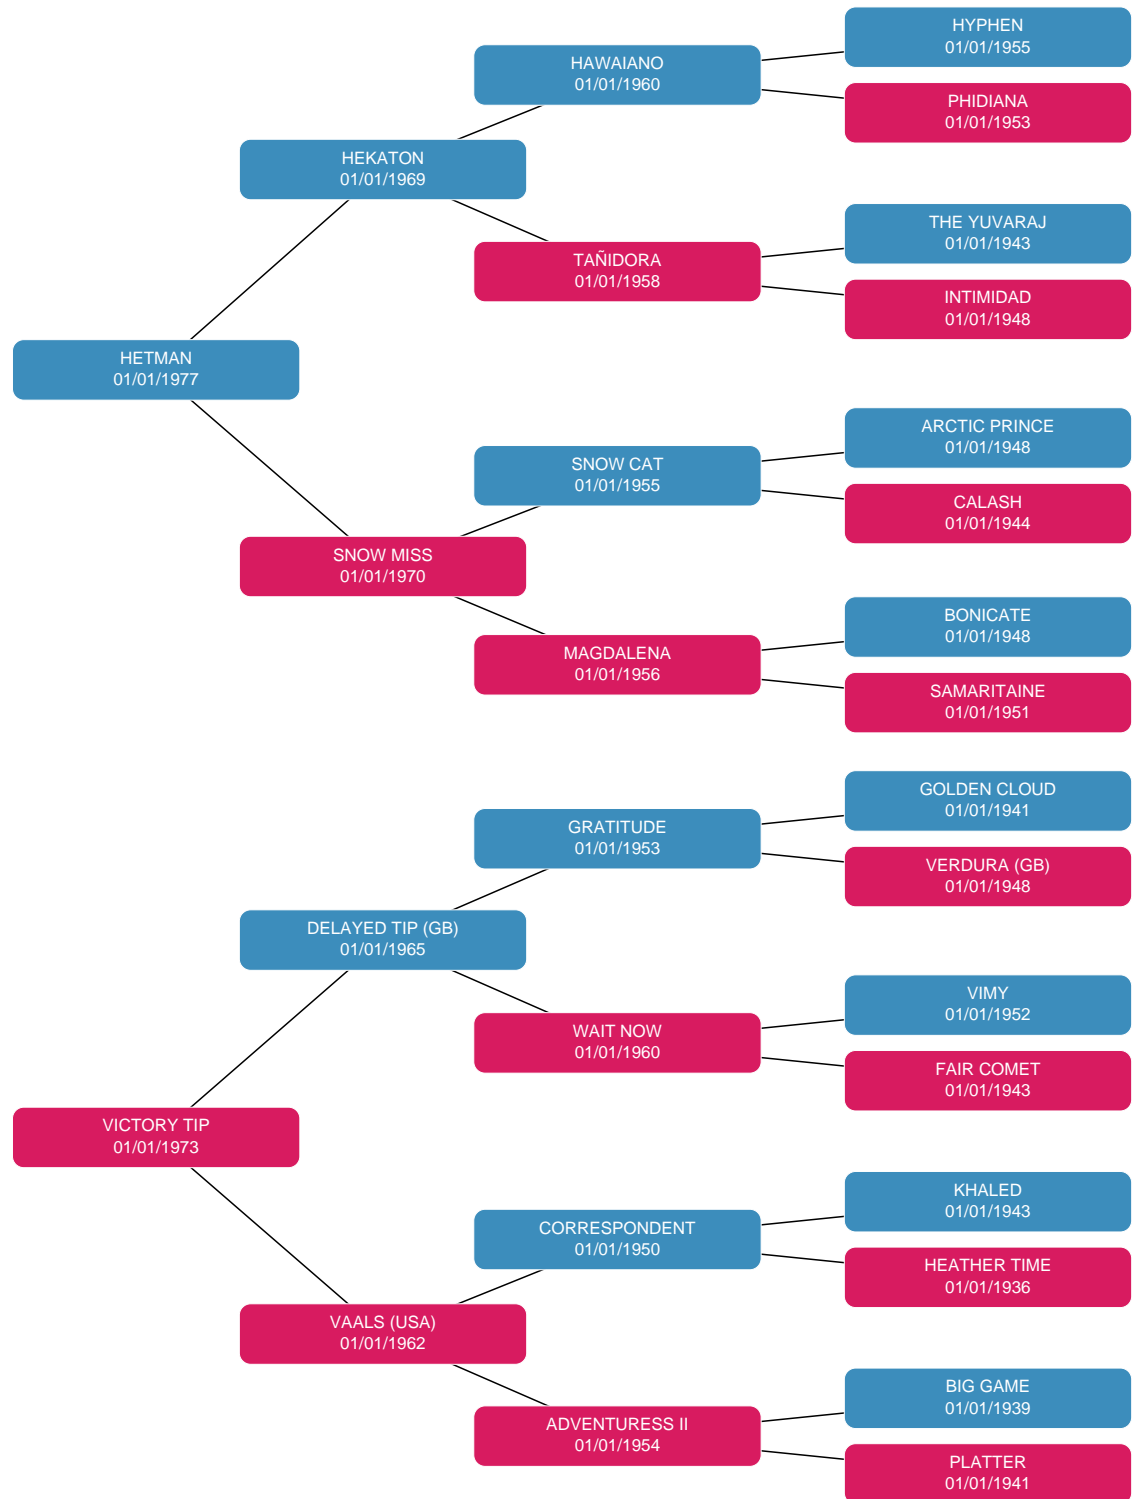 HYPHEN
01/01/1955
HAWAIANO
01/01/1960
PHIDIANA
01/01/1953
HEKATON
01/01/1969
THE YUVARAJ
01/01/1943
TAÑIDORA
01/01/1958
INTIMIDAD
01/01/1948
HETMAN
01/01/1977
ARCTIC PRINCE
01/01/1948
SNOW CAT
01/01/1955
CALASH
01/01/1944
SNOW MISS
01/01/1970
BONICATE
01/01/1948
MAGDALENA
01/01/1956
SAMARITAINE
01/01/1951
GOLDEN CLOUD
01/01/1941
GRATITUDE
01/01/1953
VERDURA (GB)
01/01/1948
DELAYED TIP (GB)
01/01/1965
VIMY
01/01/1952
WAIT NOW
01/01/1960
FAIR COMET
01/01/1943
VICTORY TIP
01/01/1973
KHALED
01/01/1943
CORRESPONDENT
01/01/1950
HEATHER TIME
01/01/1936
VAALS (USA)
01/01/1962
BIG GAME
01/01/1939
ADVENTURESS II
01/01/1954
PLATTER
01/01/1941